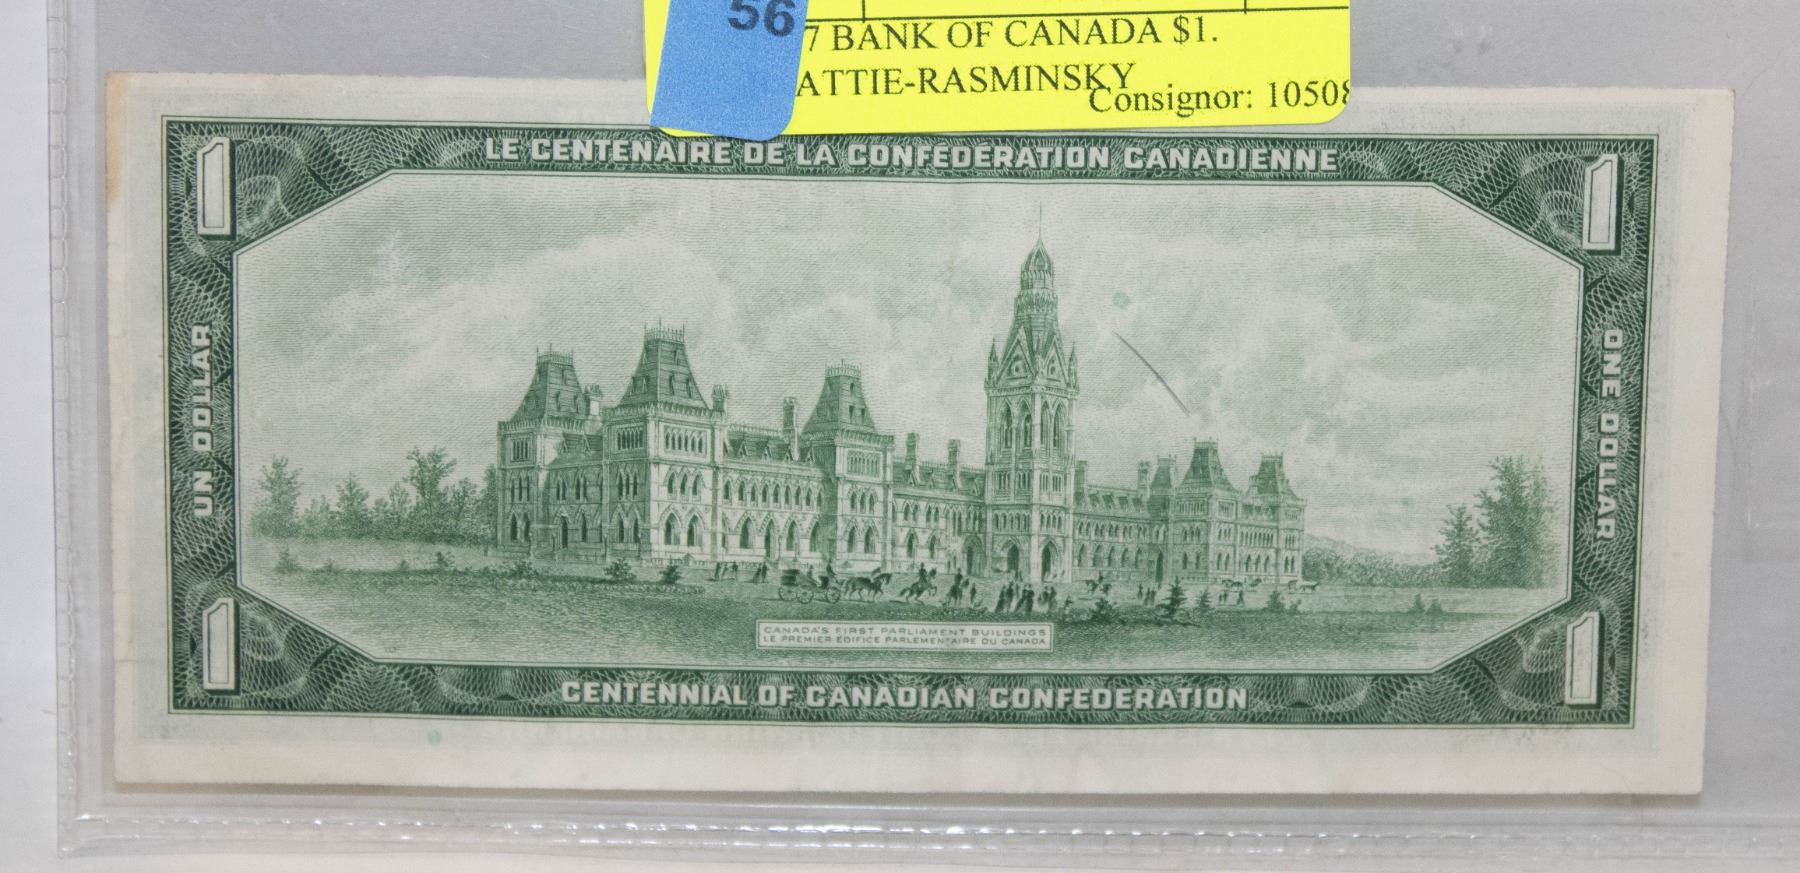 56
7 BANK OF CANADA $1.
ATTIE-RASMINSKY
Consignor: 10508
LE CENTENAIRE DE LA CONFEDERATION CANADIENNE
1
1
UN DOLLAR
ONE DOLLAR
CANADA'S FIRST PARLIAMENT BUILDINGS
LE PREMIER EDIFICE PARLEMENTAIRE DU CANADA
1
1
CENTENNIAL OF CANADIAN CONFEDERATION